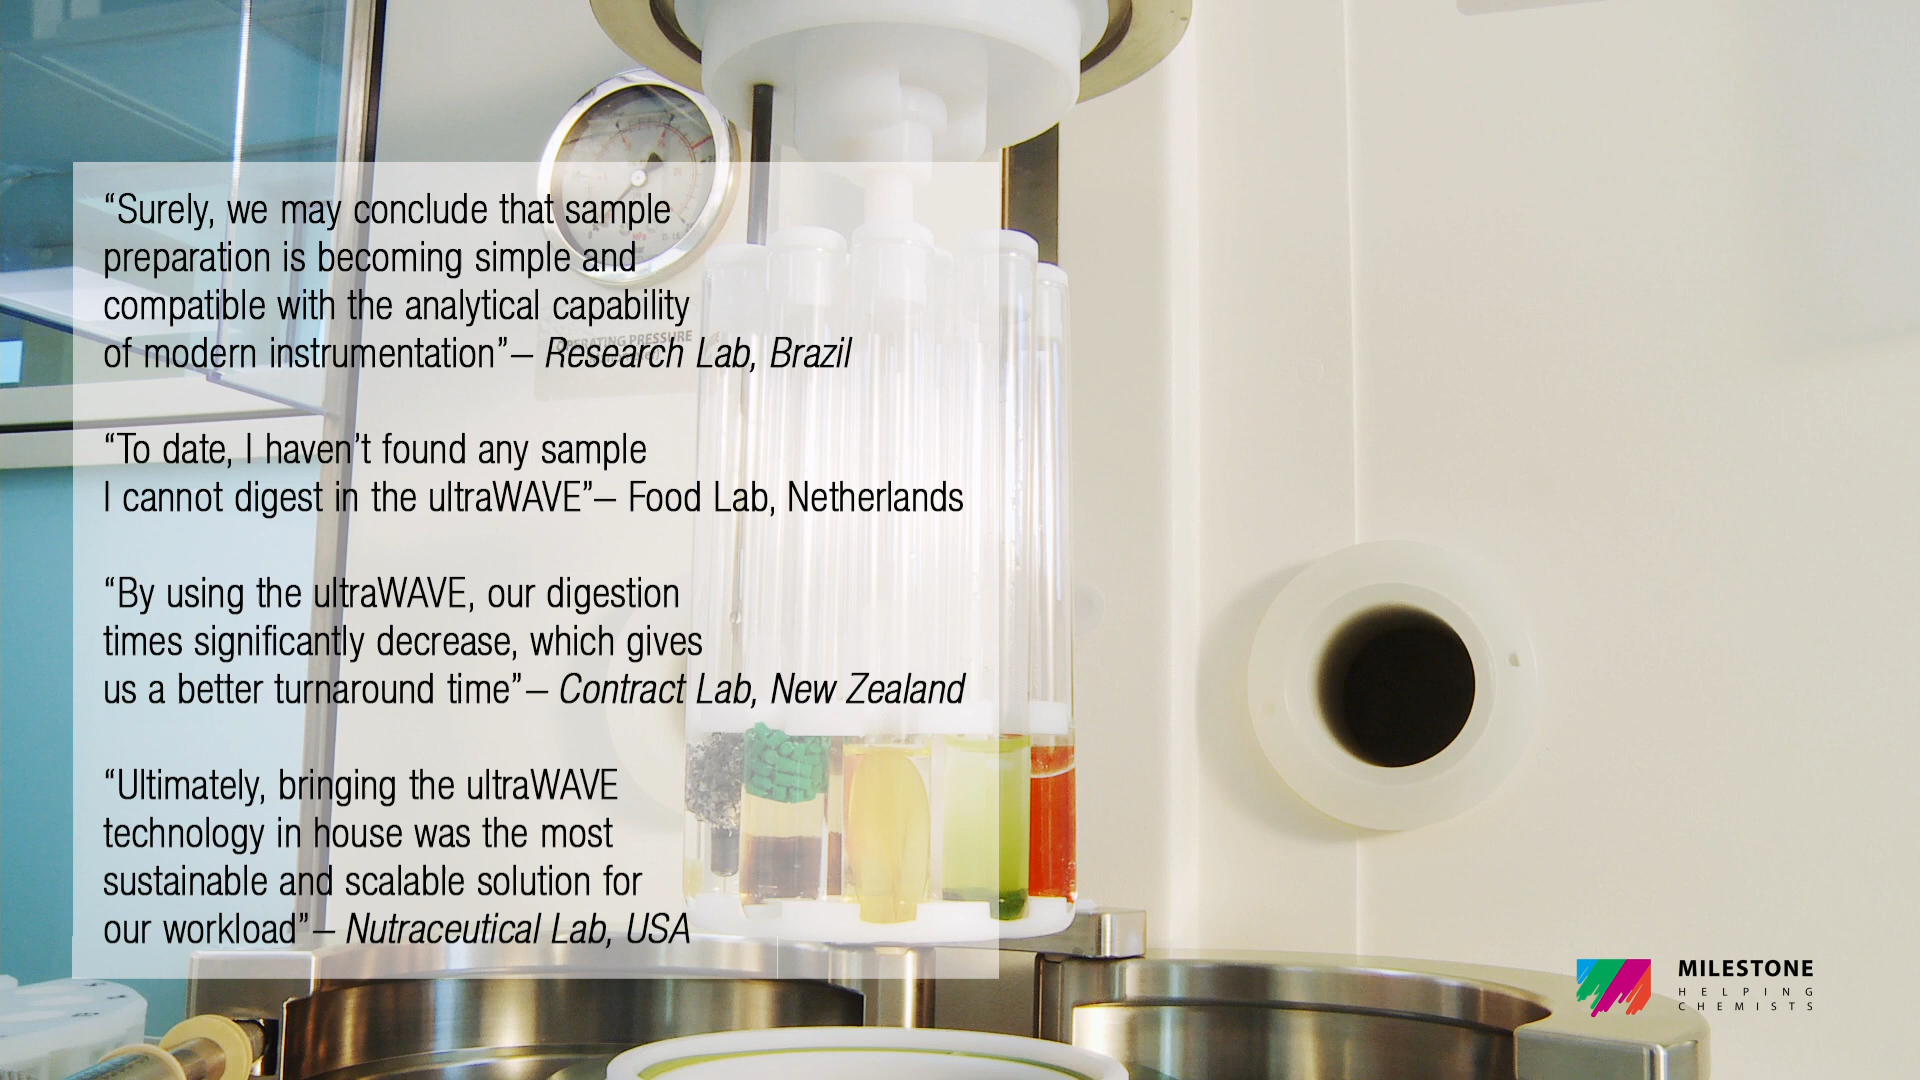 “Surely, we may conclude that sample
preparation is becoming simple and
compatible with the analytical capability
of modern instrumentation”– Research Lab, Brazil
“To date, I haven’t found any sample
I cannot digest in the ultraWAVE”– Food Lab, Netherlands
“By using the ultraWAVE, our digestion
times significantly decrease, which gives
us a better turnaround time”– Contract Lab, New Zealand
“Ultimately, bringing the ultraWAVE
technology in house was the most
sustainable and scalable solution for
our workload”– Nutraceutical Lab, USA
OPERATING PRESSURE
MILESTONE
HELPING
CHEMISTS